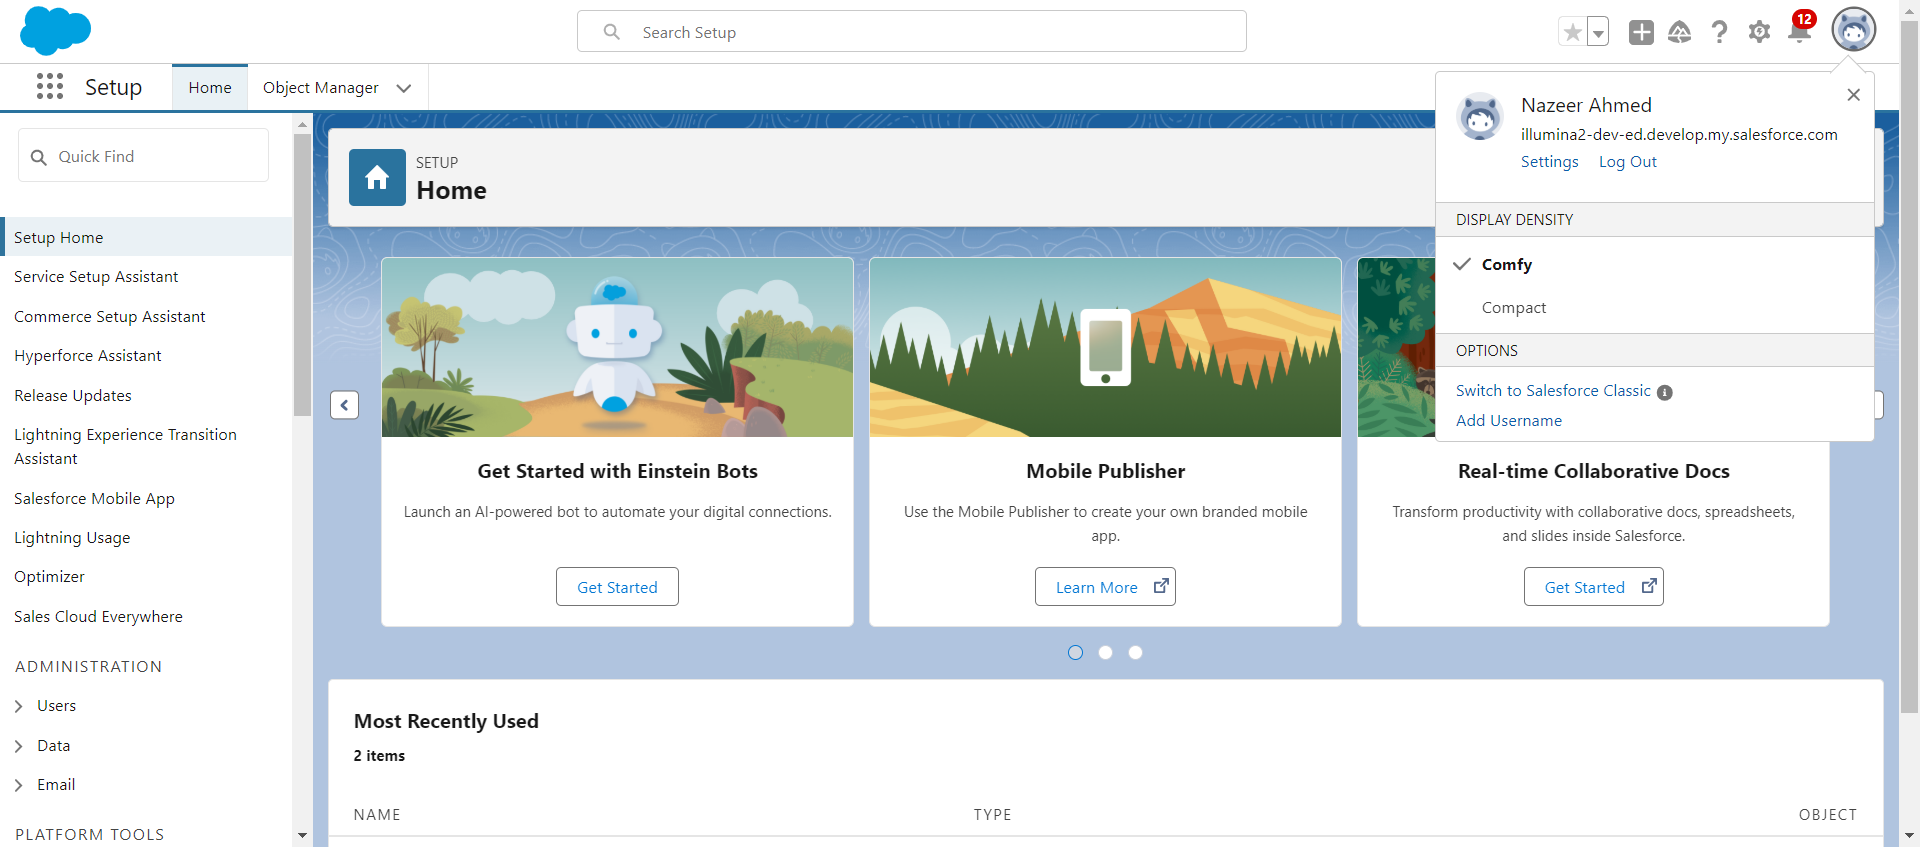 Search Setup
12
Setup
Home
Object Manager
Nazeer Ahmed
illumina2-dev-ed.develop.my.salesforce.com
Settings Log Out
DISPLAY DENSITY
Comfy
Compact
OPTIONS
Switch to Salesforce Classic
Add Username
Quick Find
Setup Home
Service Setup Assistant
Commerce Setup Assistant
Hyperforce Assistant
Release Updates
Lightning Experience Transition
Assistant
Salesforce Mobile App
Lightning Usage
Optimizer
Sales Cloud Everywhere
ADMINISTRATION
Users
Data
Email
PLATFORM TOOLS
SETUP
Home
Get Started with Einstein Bots
Launch an AI-powered bot to automate your digital connections.
Get Started
Mobile Publisher
Use the Mobile Publisher to create your own branded mobile
app.
Learn More
Real-time Collaborative Docs
Transform productivity with collaborative docs, spreadsheets,
and slides inside Salesforce.
Get Started
Most Recently Used
2 items
NAME TYPE OBJECT